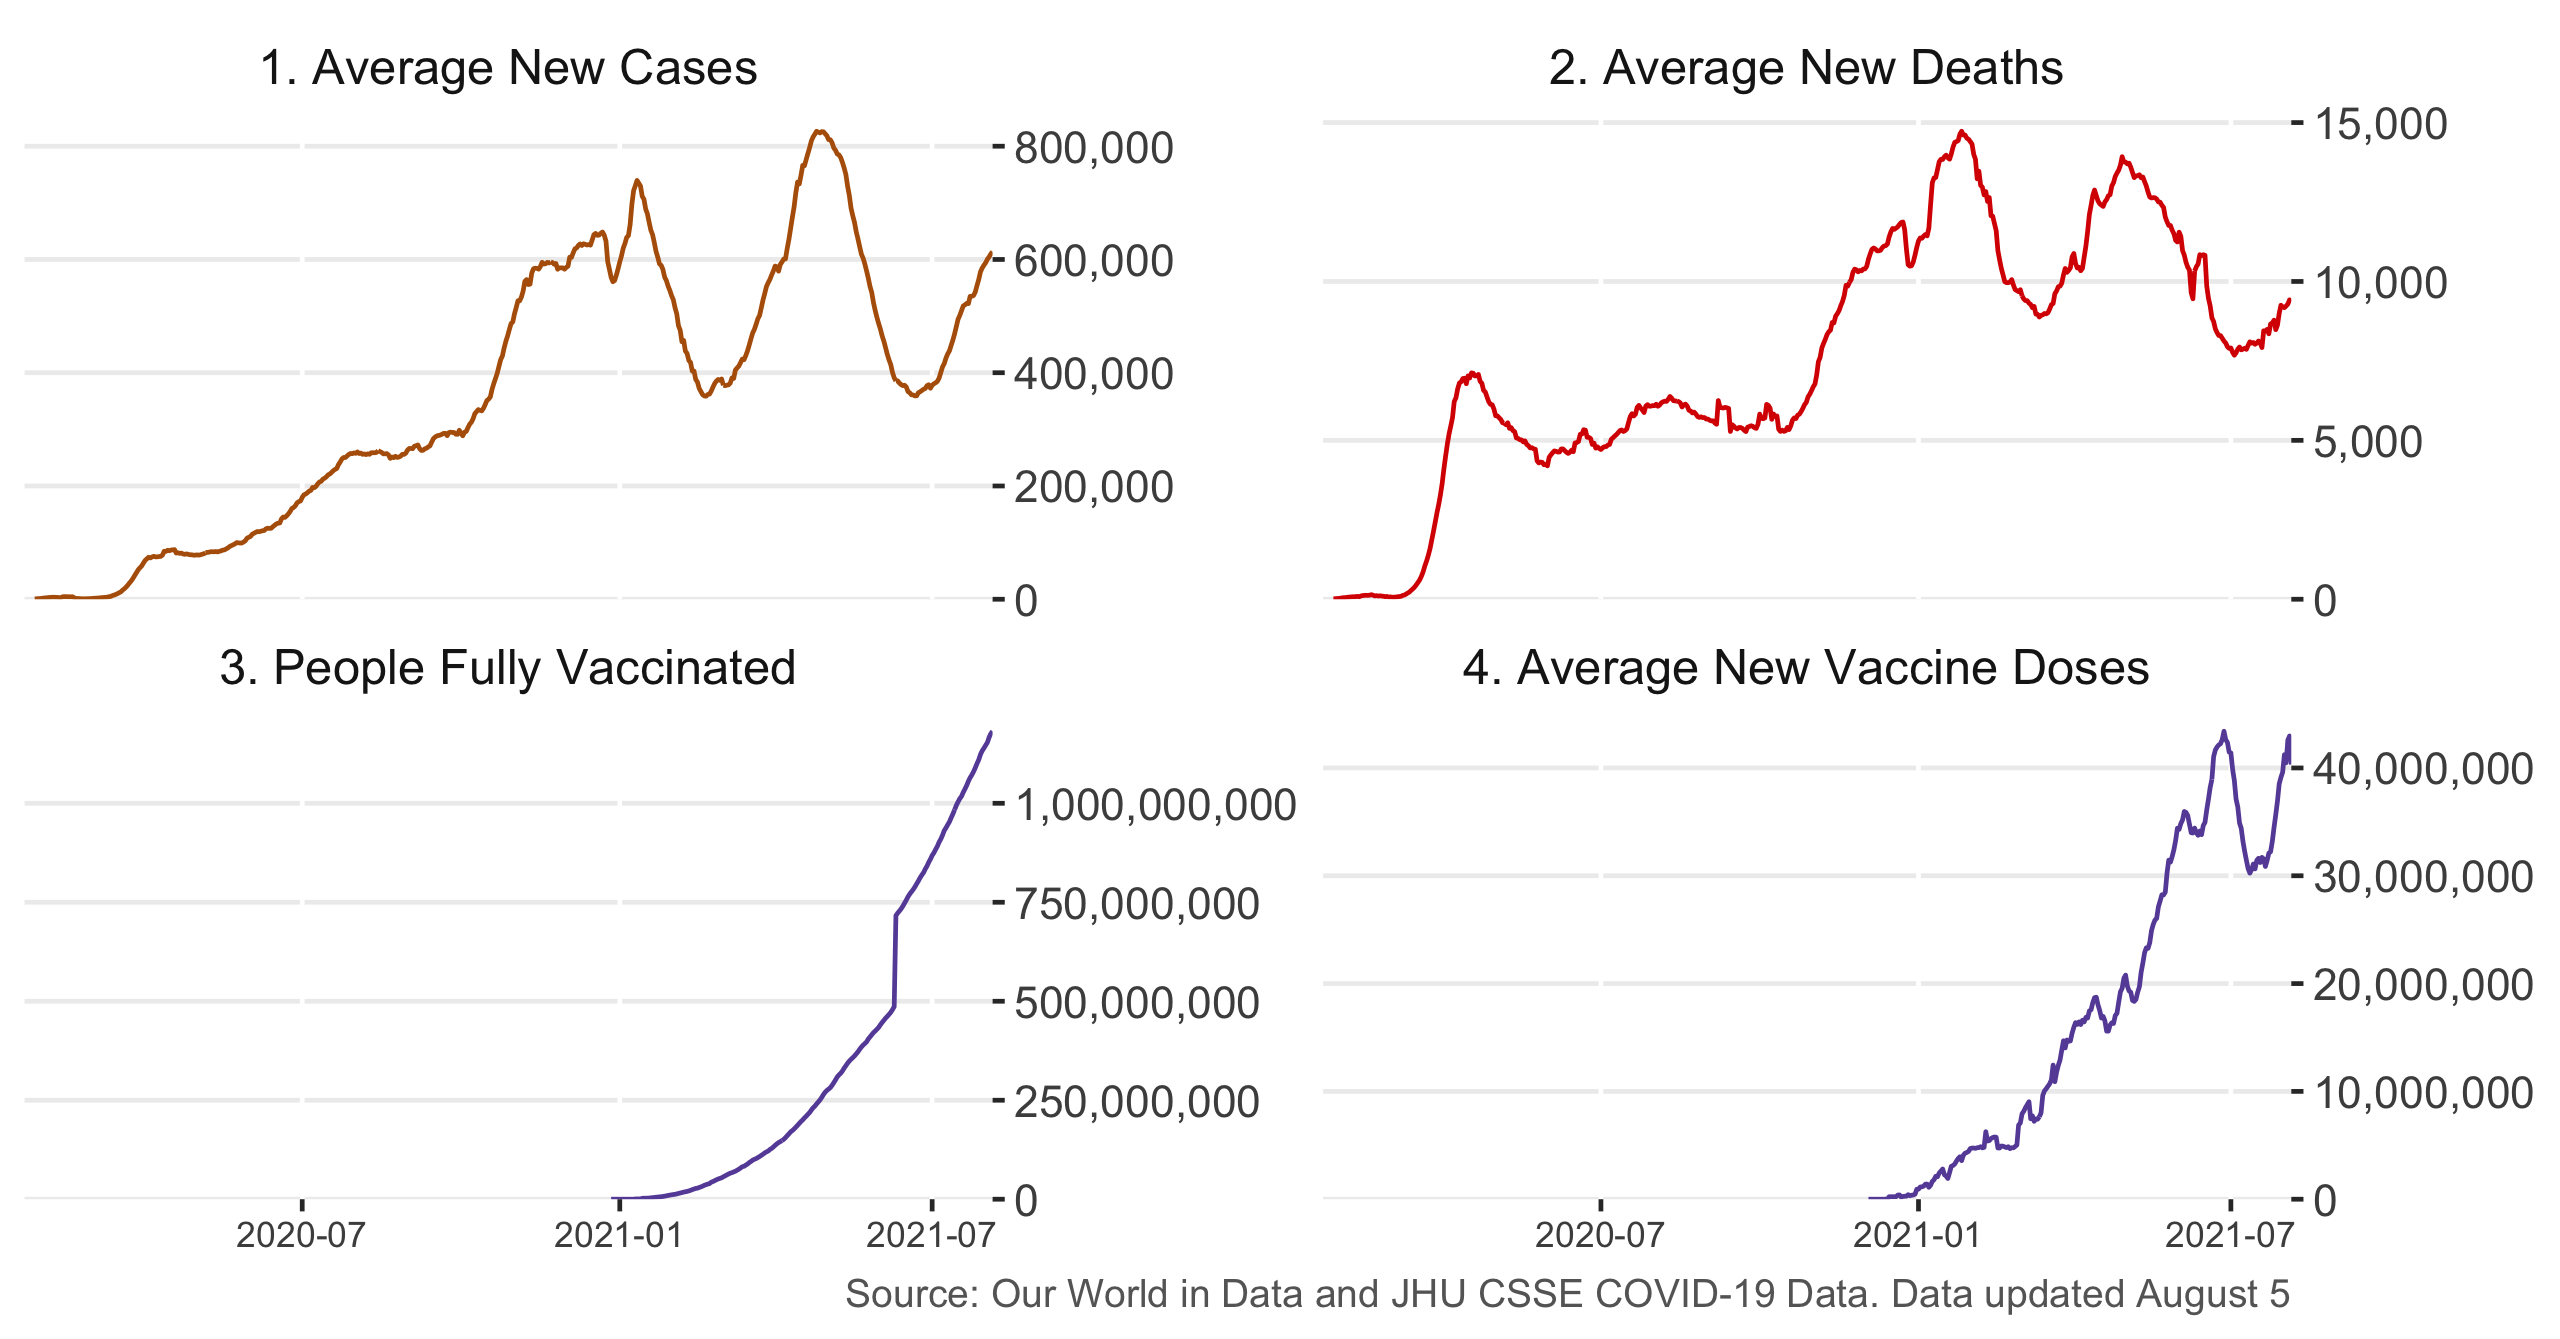 1. Average New Cases
800,000
600,000
400,000
200,000
0
2. Average New Deaths
15,000
10,000
5,000
0
3. People Fully Vaccinated
1,000,000,000
750,000,000
500,000,000
250,000,000
0
2020-07 2021-01 2021-07
4. Average New Vaccine Doses
40,000,000
30,000,000
20,000,000
10,000,000
0
2020-07 2021-01 2021-07
Source: Our World in Data and JHU CSSE COVID-19 Data. Data updated August 5